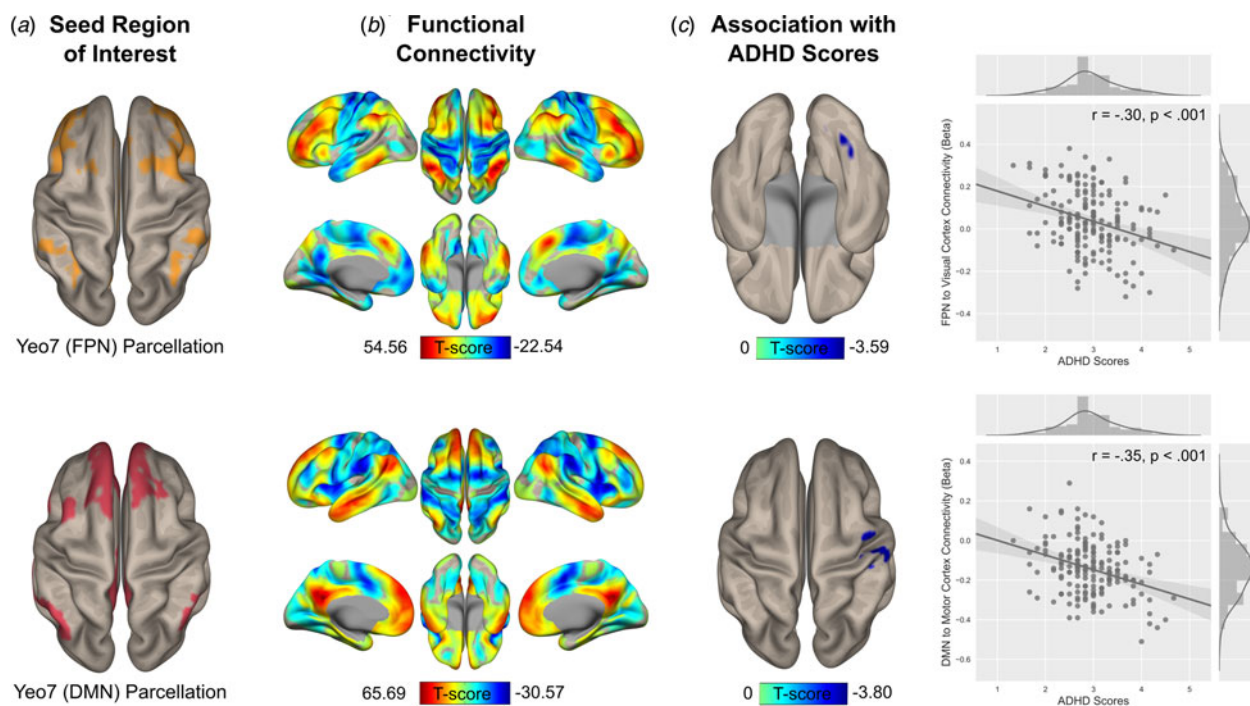 (a) Seed Region
of Interest
(b) Functional
Connectivity
(c) Association with
ADHD Scores
Yeo7 (FPN) Parcellation
54.56 T-score -22.54
0 T-score -3.59
r = -.30, p < .001
FPN to Visual Cortex Connectivity (Beta)
0.4
0.2
0.0
−0.2
−0.4
1 2 3 4 5
ADHD Scores
Yeo7 (DMN) Parcellation
65.69 T-score -30.57
0 T-score -3.80
r = -.35, p < .001
DMN to Motor Cortex Connectivity (Beta)
0.4
0.2
0.0
−0.2
−0.4
−0.6
1 2 3 4 5
ADHD Scores